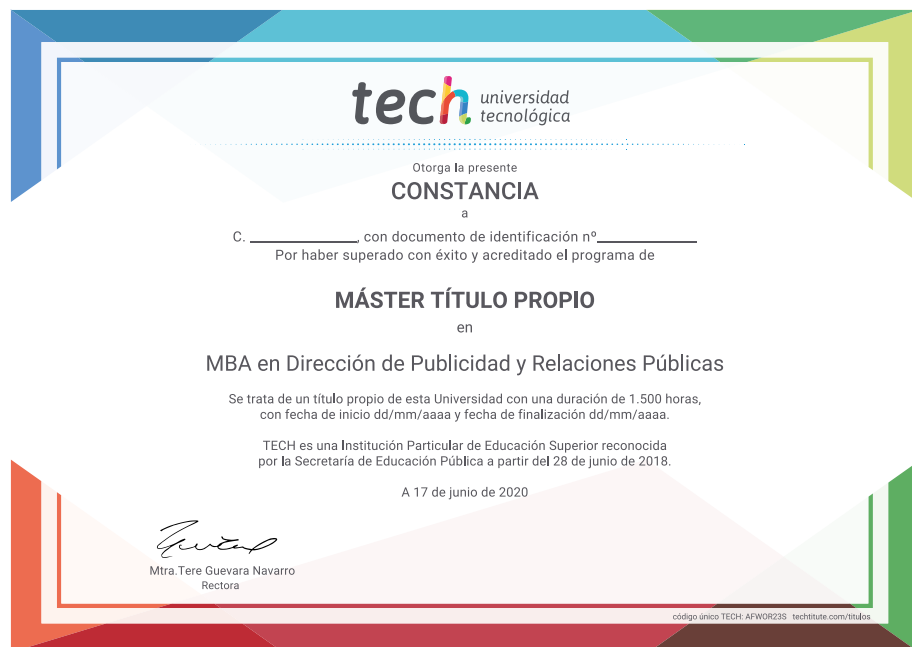 tech universidad
tecnológica
Otorga la presente
CONSTANCIA
a
C. ____________, con documento de identificación nº____________
Por haber superado con éxito y acreditado el programa de
MÁSTER TÍTULO PROPIO
en
MBA en Dirección de Publicidad y Relaciones Públicas
Se trata de un título propio de esta Universidad con una duración de 1.500 horas,
con fecha de inicio dd/mm/aaaa y fecha de finalización dd/mm/aaaa.
TECH es una Institución Particular de Educación Superior reconocida
por la Secretaría de Educación Pública a partir del 28 de junio de 2018.
A 17 de junio de 2020
Mtra.Tere Guevara Navarro
Rectora
código único TECH: AFWOR23S techtitute.com/titulos